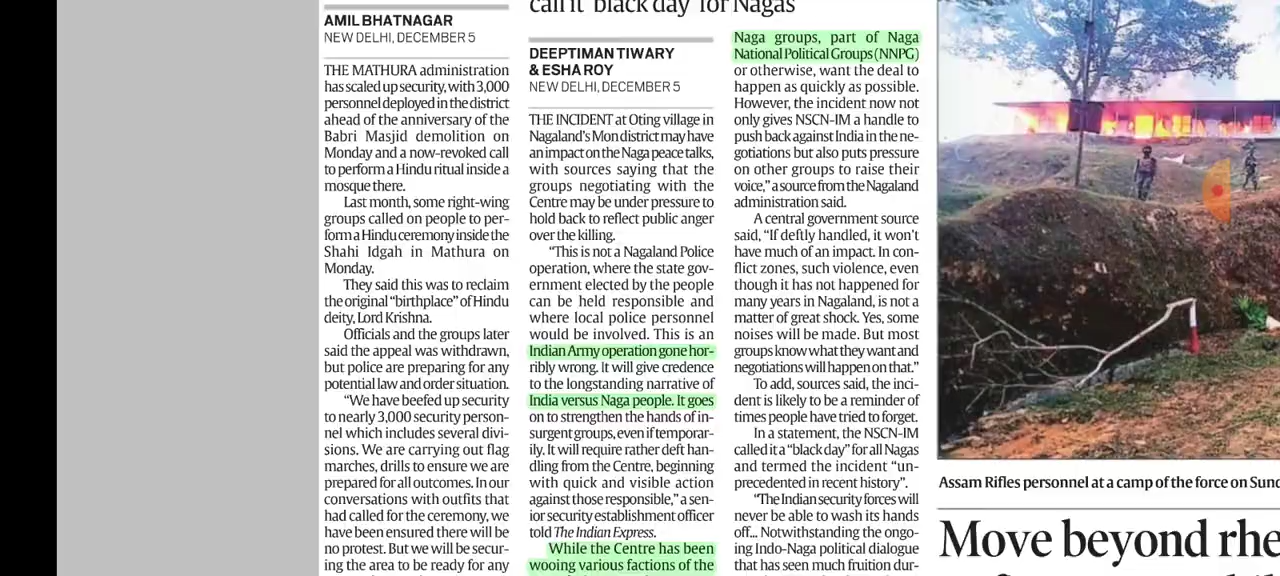 AMIL BHATNAGAR
NEW DELHI, DECEMBER 5
THE MATHURA administration
has scaled up security, with 3,000
personnel deployed in the district
ahead of the anniversary of the
Babri Masjid demolition on
Monday and a now-revoked call
to perform a Hindu ritual inside a
mosque there.
Last month, some right-wing
groups called on people to per-
form a Hindu ceremony inside the
Shahi Idgah in Mathura on
Monday.
They said this was to reclaim
the original “birthplace” of Hindu
deity, Lord Krishna.
Officials and the groups later
said the appeal was withdrawn,
but police are preparing for any
potential law and order situation.
“We have beefed up security
to nearly 3,000 security person-
nel which includes several divi-
sions. We are carrying out flag
marches, drills to ensure we are
prepared for all outcomes. In our
conversations with outfits that
had called for the ceremony, we
have been ensured there will be
no protest. But we will be secur-
ing the area to be ready for any
call it ‘black day’ for Nagas
DEEPTIMAN TIWARY
& ESHA ROY
NEW DELHI, DECEMBER 5
THE INCIDENT at Oting village in
Nagaland’s Mon district may have
an impact on the Naga peace talks,
with sources saying that the
groups negotiating with the
Centre may be under pressure to
hold back to reflect public anger
over the killing.
“This is not a Nagaland Police
operation, where the state gov-
ernment elected by the people
can be held responsible and
where local police personnel
would be involved. This is an
Indian Army operation gone hor-
ribly wrong. It will give credence
to the longstanding narrative of
India versus Naga people. It goes
on to strengthen the hands of in-
surgent groups, even if temporar-
ily. It will require rather deft han-
dling from the Centre, beginning
with quick and visible action
against those responsible,” a sen-
ior security establishment officer
told The Indian Express.
While the Centre has been
wooing various factions of the
Naga groups, part of Naga
National Political Groups (NNPG)
or otherwise, want the deal to
happen as quickly as possible.
However, the incident now not
only gives NSCN-IM a handle to
push back against India in the ne-
gotiations but also puts pressure
on other groups to raise their
voice,” a source from the Nagaland
administration said.
A central government source
said, “If deftly handled, it won’t
have much of an impact. In con-
flict zones, such violence, even
though it has not happened for
many years in Nagaland, is not a
matter of great shock. Yes, some
noises will be made. But most
groups know what they want and
negotiations will happen on that.”
To add, sources said, the inci-
dent is likely to be a reminder of
times people have tried to forget.
In a statement, the NSCN-IM
called it a “black day” for all Nagas
and termed the incident “un-
precedented in recent history”.
“The Indian security forces will
never be able to wash its hands
off... Notwithstanding the ongo-
ing Indo-Naga political dialogue
that has seen much fruition dur-
Assam Rifles personnel at a camp of the force on Sund
Move beyond rhe